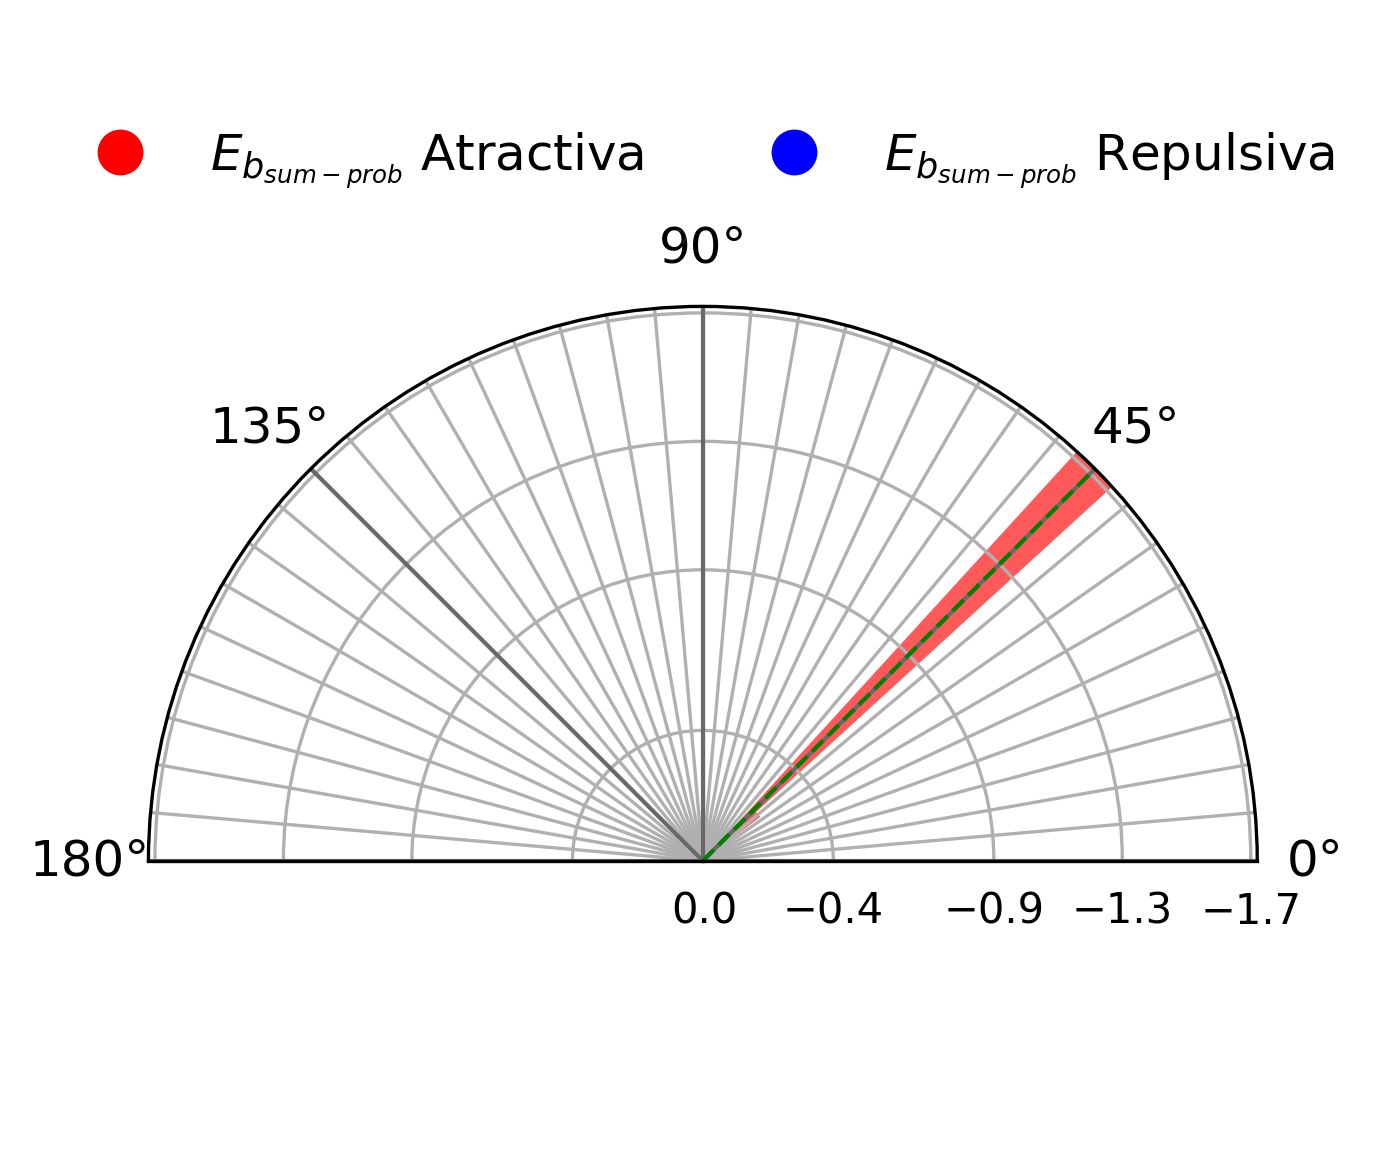 E_{b_{sum-prob}} Atractiva E_{b_{sum-prob}} Repulsiva
90°
135° 45°
180° 0°
0.0 −0.4 −0.9 −1.3 −1.7